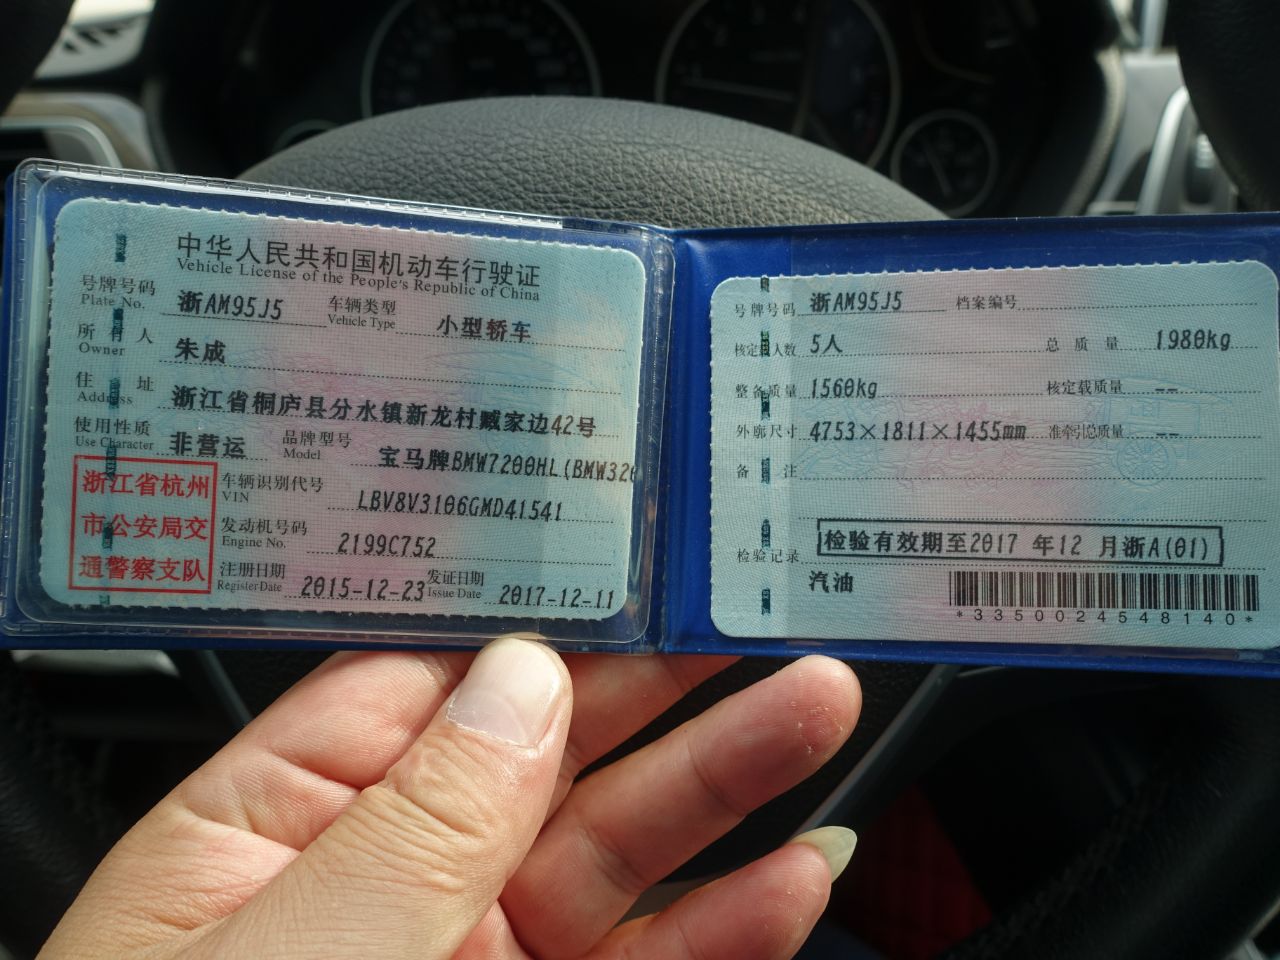 中华人民共和国机动车行驶证
Vehicle License of the People's Republic of China
号牌号码 浙AM95J5 车辆类型 小型轿车
Plate No. Vehicle Type
所有人 朱成
Owner
住址 浙江省桐庐县分水镇新龙村臧家边42号
Address
使用性质 非营运 品牌型号 宝马牌BMW7200HL(BMW320
Use Character Model
浙江省杭州
市公安局交
通警察支队
车辆识别代号 LBV8V3106GMD41541
VIN
发动机号码 2199C752
Engine No.
注册日期 2015-12-23 发证日期 2017-12-11
Register Date Issue Date
号牌号码 浙AM95J5 档案编号
核定载人数 5人 总质量 1980kg
整备质量 1560kg 核定载质量 --
外廓尺寸 4753×1811×1455mm 准牵引总质量 --
备注
检验记录 检验有效期至2017 年12 月浙A(01)
汽油
*3350024548140*